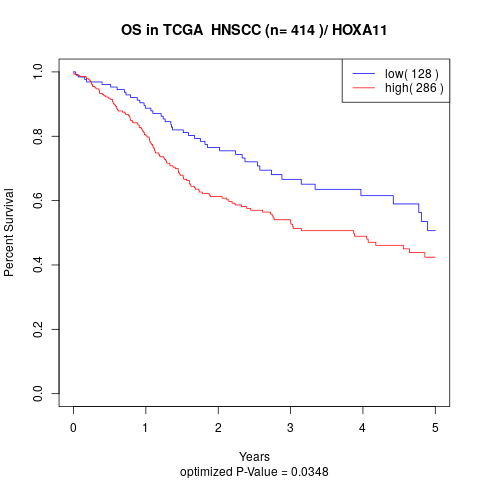 OS in TCGA  HNSCC (n= 414 )/ HOXA11
low( 128 )
high( 286 )
Percent Survival
1.0
0.8
0.6
0.4
0.2
0.0
0 1 2 3 4 5
Years
optimized P-Value = 0.0348